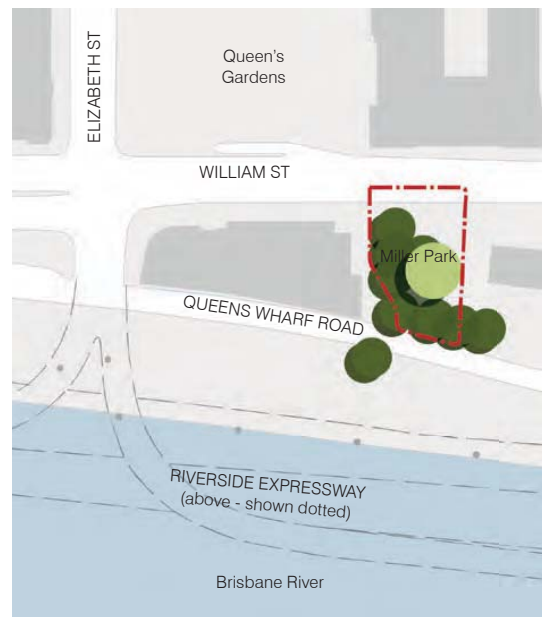 ELIZABETH ST
Queen's
Gardens
WILLIAM ST
Miller Park
QUEENS WHARF ROAD
RIVERSIDE EXPRESSWAY
(above - shown dotted)
Brisbane River